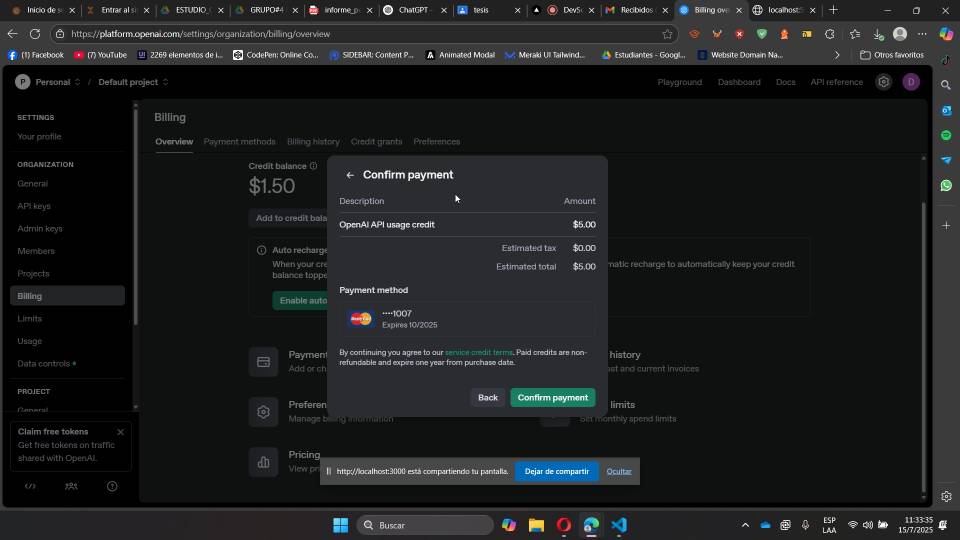 Inicio de s
Entrar al si
ESTUDIO_C
GRUPO#4
informe_p
ChatGPT -
tesis
DevSc
Recibidos (
Billing ove
localhost:5
https://platform.openai.com/settings/organization/billing/overview
(1) Facebook
(7) YouTube
2269 elementos de i...
CodePen: Online Co...
SIDEBAR: Content P...
Animated Modal
Meraki UI Tailwind...
Estudiantes - Googl...
Website Domain Na...
Otros favoritos
P Personal / Default project
Playground
Dashboard
Docs
API reference
D
SETTINGS
Your profile
ORGANIZATION
General
API keys
Admin keys
Members
Projects
Billing
Limits
Usage
Data controls
PROJECT
General
Claim free tokens
Get free tokens on traffic
shared with OpenAI.
Billing
Overview
Payment methods
Billing history
Credit grants
Preferences
Credit balance
$1.50
Add to credit bala
Auto recharge
When your cre
matic recharge to automatically keep your credit
balance toppe
Enable auto
Payment
Add or cha
history
ast and current invoices
Preferen
Manage billing information
limits
Set monthly spend limits
Pricing
View pri
Confirm payment
Description Amount
OpenAI API usage credit $5.00
Estimated tax $0.00
Estimated total $5.00
Payment method
MasterCard
••••1007
Expires 10/2025
By continuing you agree to our service credit terms. Paid credits are non-
refundable and expire one year from purchase date.
Back
Confirm payment
http://localhost:3000 está compartiendo tu pantalla.
Dejar de compartir
Ocultar
Buscar
ESP
LAA
11:33:35
15/7/2025